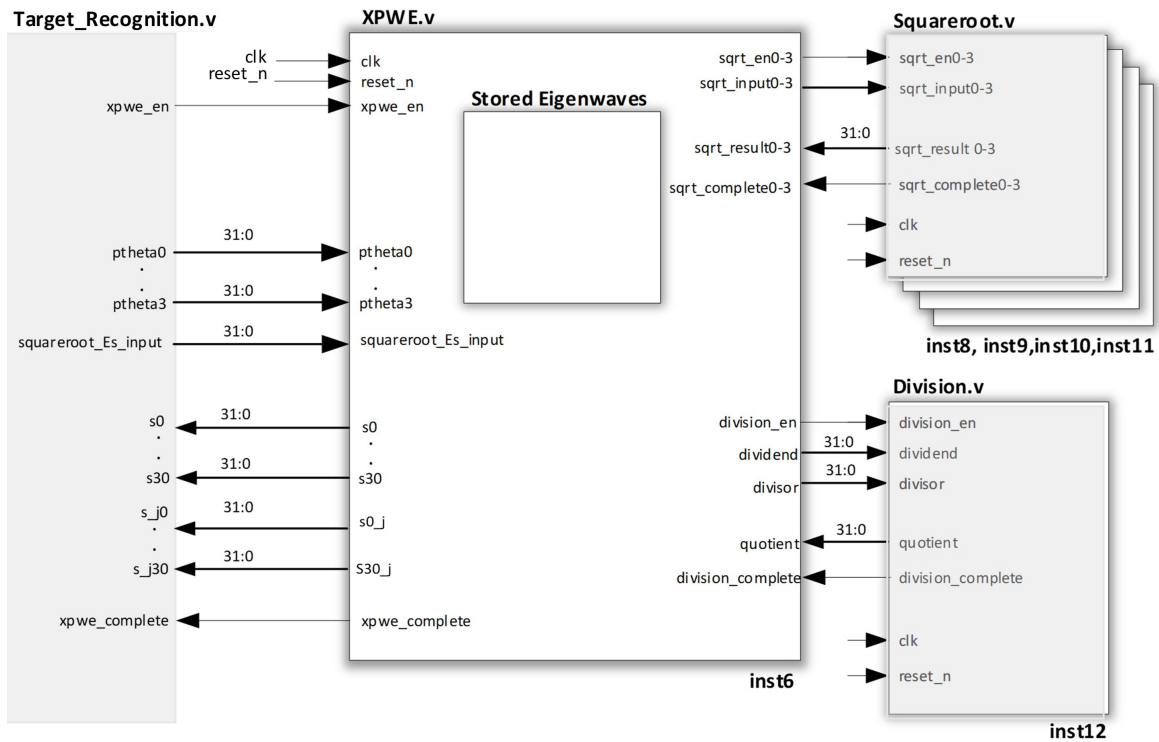 Target_Recognition.v
XPWE.v
Squareroot.v
clk
reset_n
xpwe_en
ptheta0
.
.
ptheta3
squareroot_Es_input
s0
.
.
s30
s_j0
.
.
s_j30
xpwe_complete
31:0
31:0
31:0
31:0
31:0
31:0
31:0
clk
reset_n
xpwe_en
Stored Eigenwaves
ptheta0
.
.
ptheta3
squareroot_Es_input
s0
.
.
s30
s0_j
.
.
S30_j
xpwe_complete
sqrt_en0-3
sqrt_input0-3
sqrt_result0-3
sqrt_complete0-3
division_en
dividend
divisor
quotient
division_complete
inst6
31:0
sqrt_en0-3
sqrt_input0-3
sqrt_result 0-3
sqrt_complete0-3
clk
reset_n
inst8, inst9,inst10,inst11
Division.v
31:0
31:0
31:0
division_en
dividend
divisor
quotient
division_complete
clk
reset_n
inst12